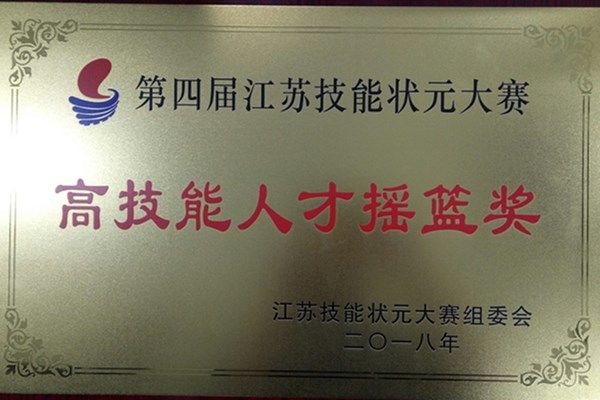 第四届江苏技能状元大赛
高技能人才摇篮奖
江苏技能状元大赛组委会
二〇一八年